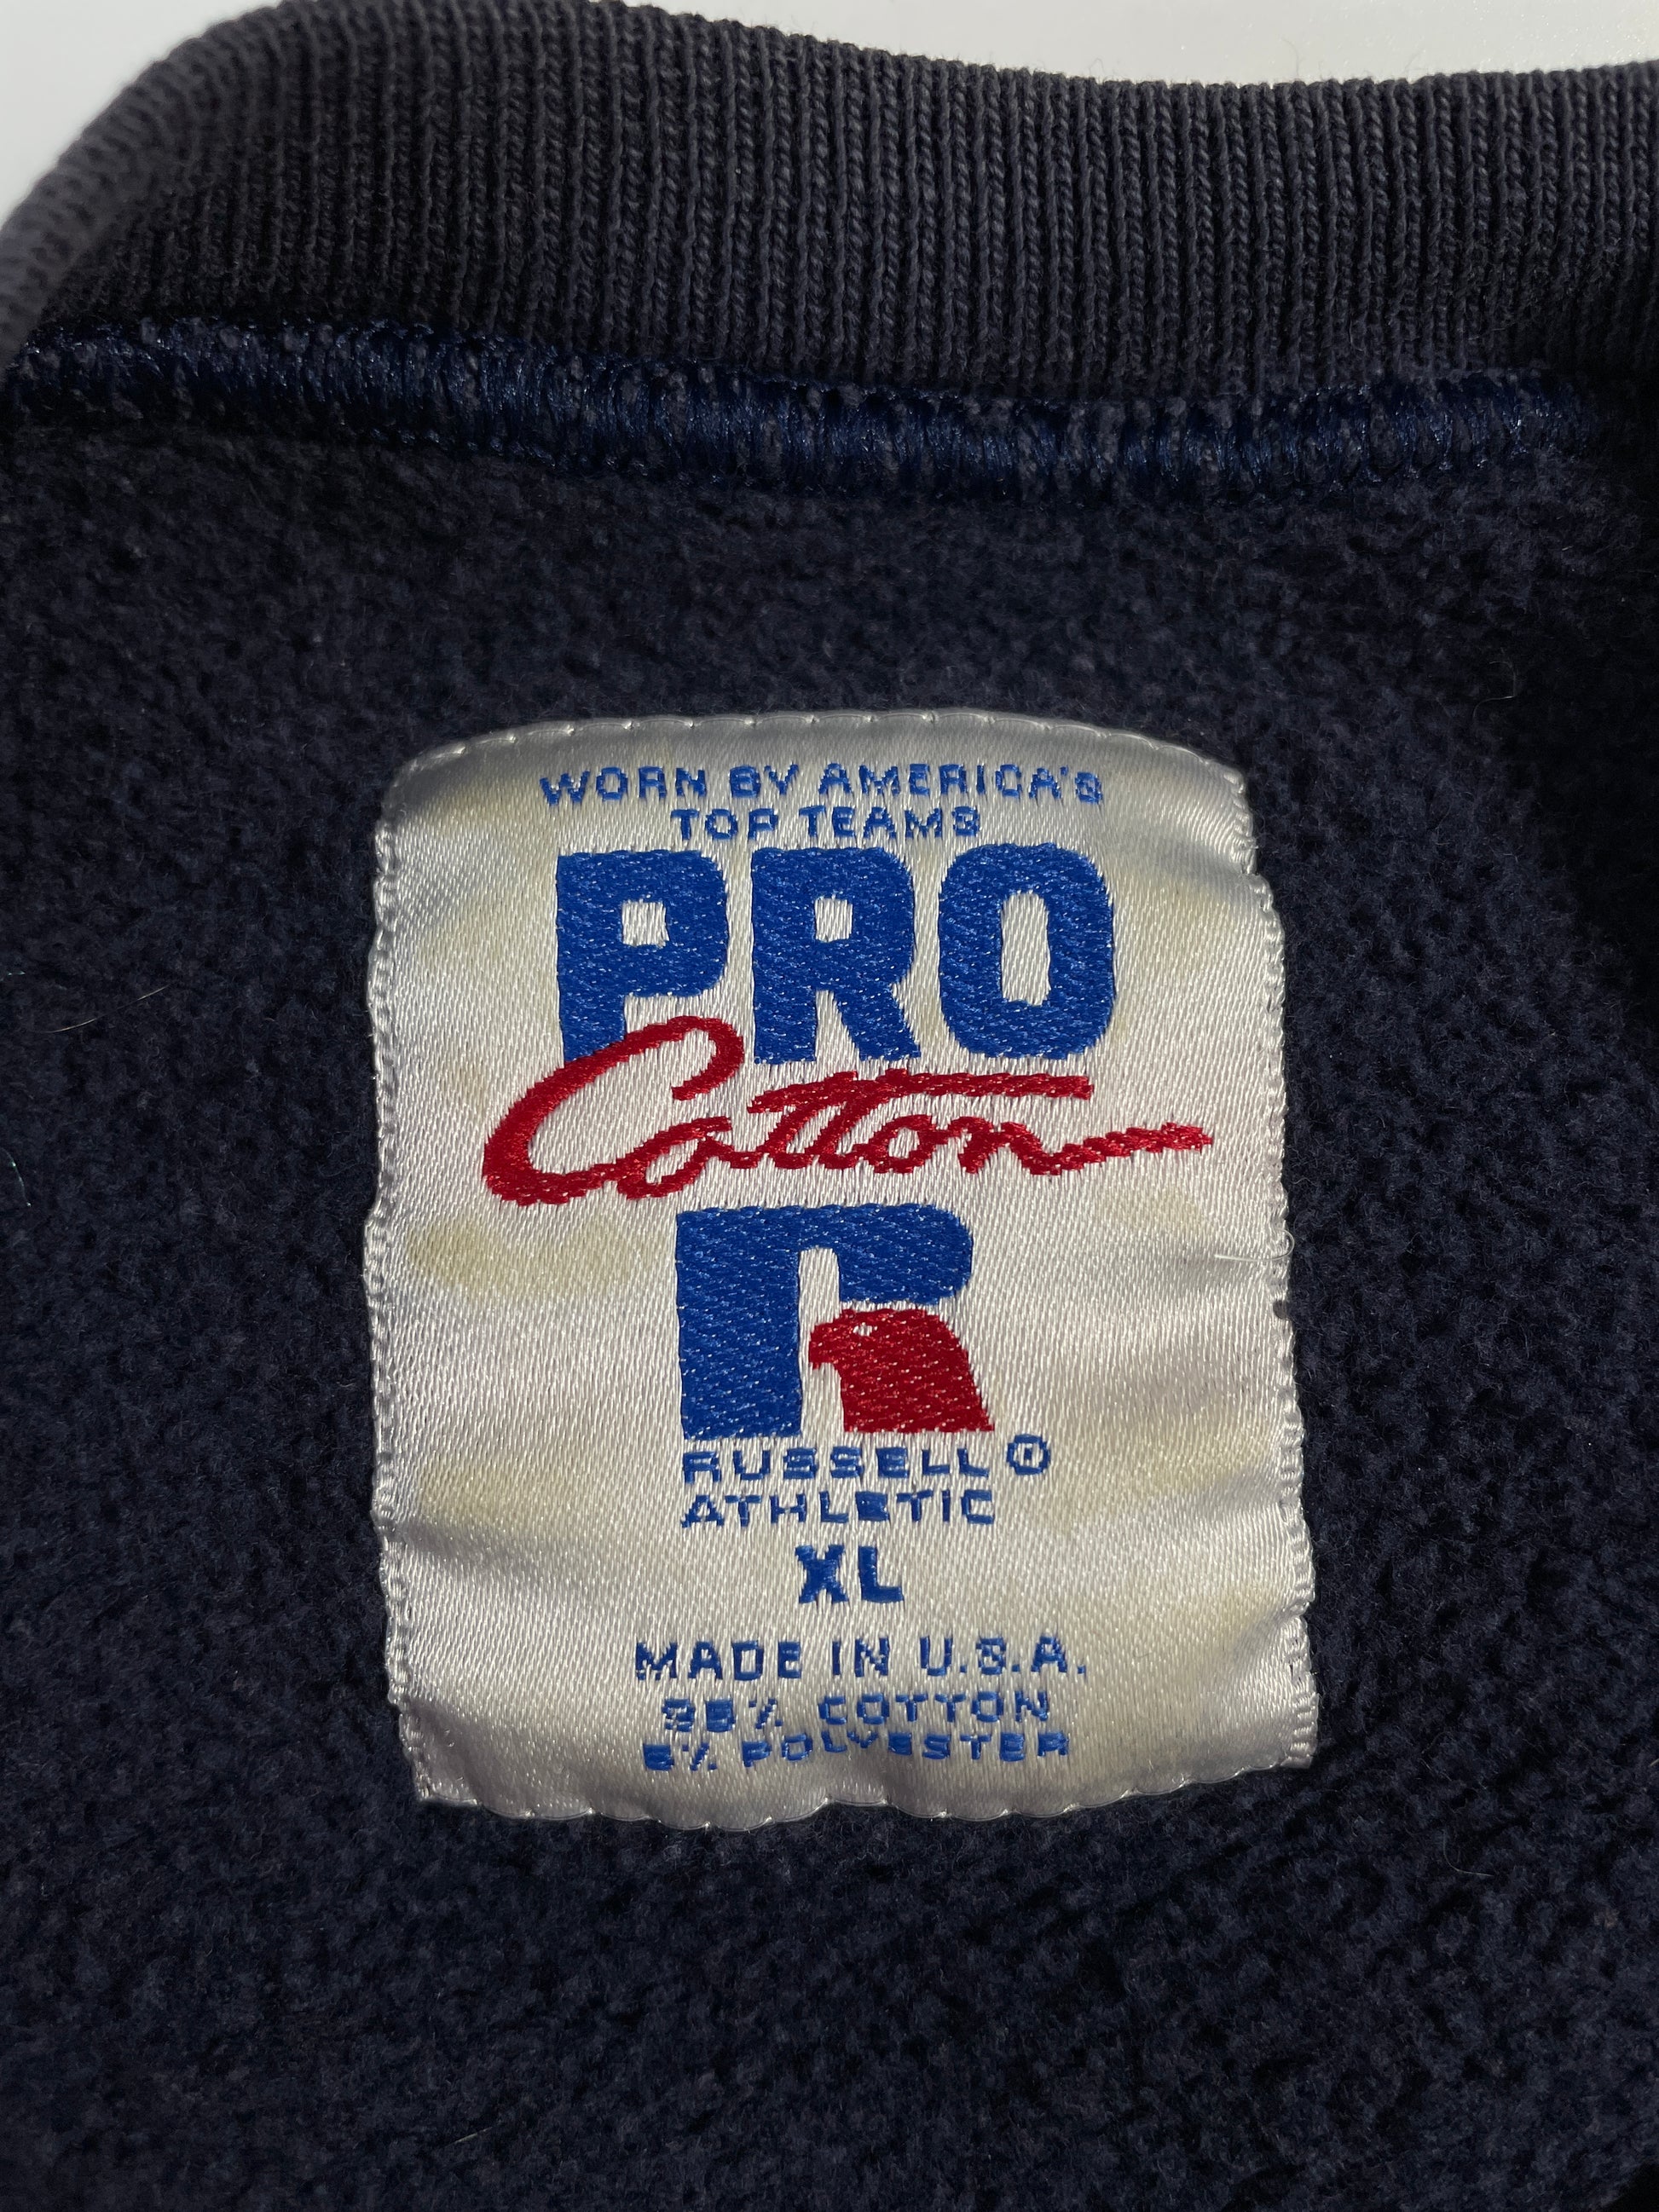 WORN BY AMERICA'S
TOP TEAMS
PRO
Cotton
R
RUSSELL®
ATHLETIC
XL
MADE IN U.S.A.
95% COTTON
5% POLYESTER